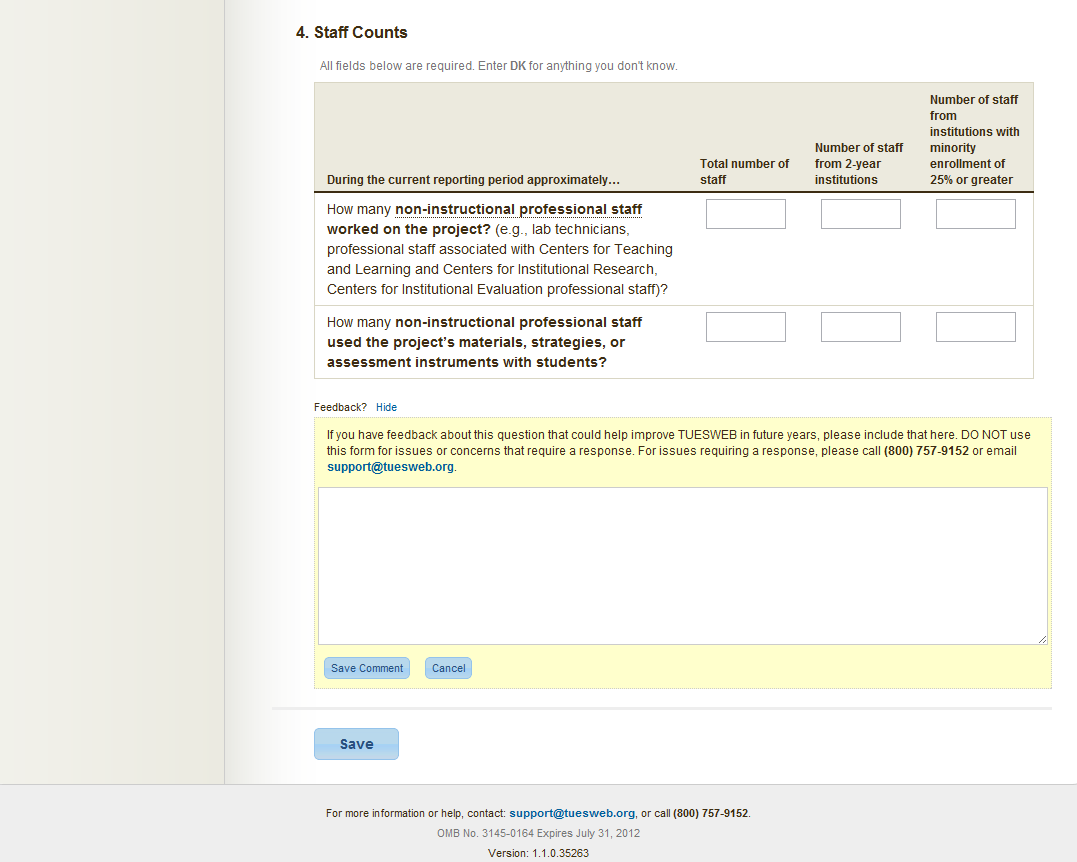 4. Staff Counts
All fields below are required. Enter DK for anything you don't know.
During the current reporting period approximately…
Total number of
staff
Number of staff
from 2-year
institutions
Number of staff
from
institutions with
minority
enrollment of
25% or greater
How many non-instructional professional staff
worked on the project? (e.g., lab technicians,
professional staff associated with Centers for Teaching
and Learning and Centers for Institutional Research,
Centers for Institutional Evaluation professional staff)?
How many non-instructional professional staff
used the project’s materials, strategies, or
assessment instruments with students?
Feedback? Hide
If you have feedback about this question that could help improve TUESWEB in future years, please include that here. DO NOT use
this form for issues or concerns that require a response. For issues requiring a response, please call (800) 757-9152 or email
support@tuesweb.org.
Save Comment Cancel
Save
For more information or help, contact: support@tuesweb.org, or call (800) 757-9152.
OMB No. 3145-0164 Expires July 31, 2012
Version: 1.1.0.35263